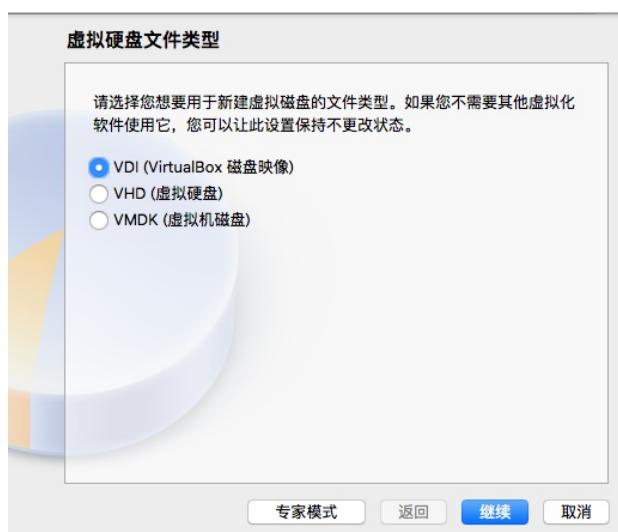 虚拟硬盘文件类型
请选择您想要用于新建虚拟磁盘的文件类型。如果您不需要其他虚拟化
软件使用它，您可以让此设置保持不更改状态。
VDI (VirtualBox 磁盘映像)
VHD (虚拟硬盘)
VMDK (虚拟机磁盘)
专家模式 返回 继续 取消